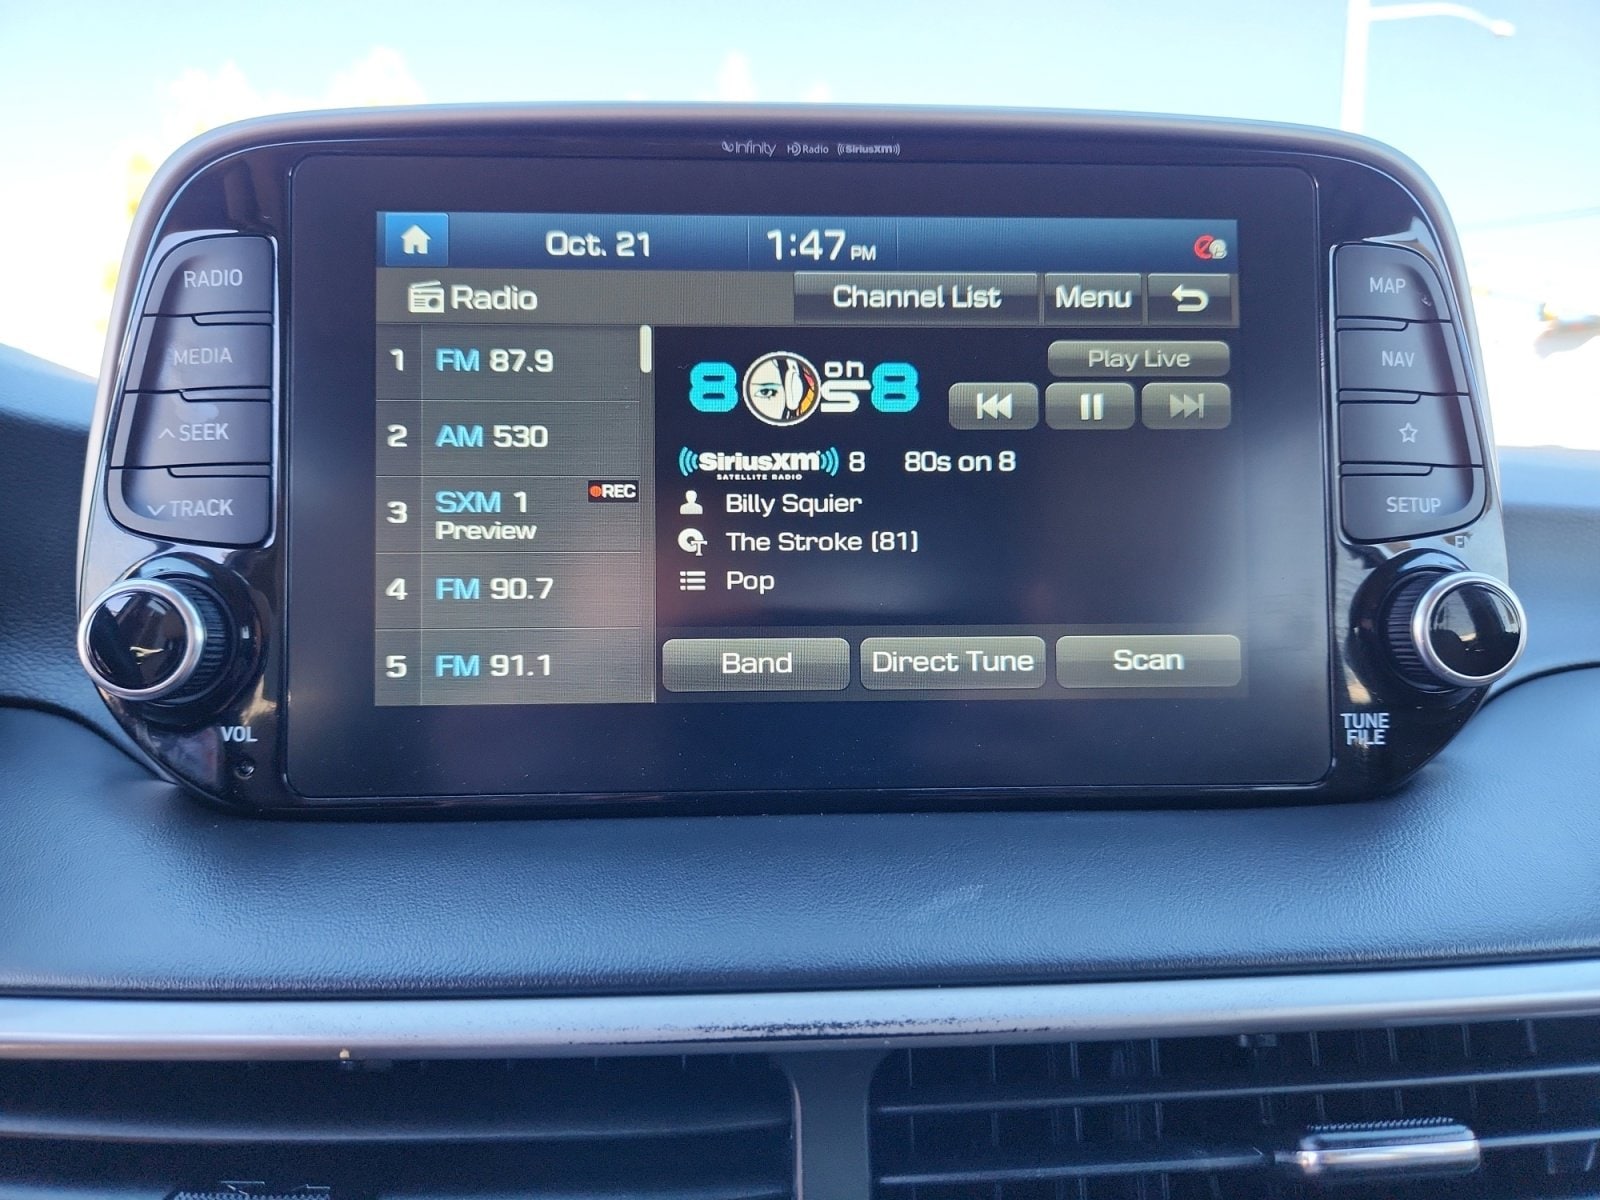 infinity HD Radio ((SiriusXM))
Oct. 21 1:47 PM
Radio Channel List Menu
1 FM 87.9
2 AM 530
3 SXM 1 REC
Preview
4 FM 90.7
5 FM 91.1
80s on 8
Play Live
((SiriusXM)) 8 80s on 8
SATELLITE RADIO
Billy Squier
The Stroke (81)
Pop
Band Direct Tune Scan
RADIO
MEDIA
SEEK
TRACK
VOL
MAP
NAV
SETUP
TUNE
FILE